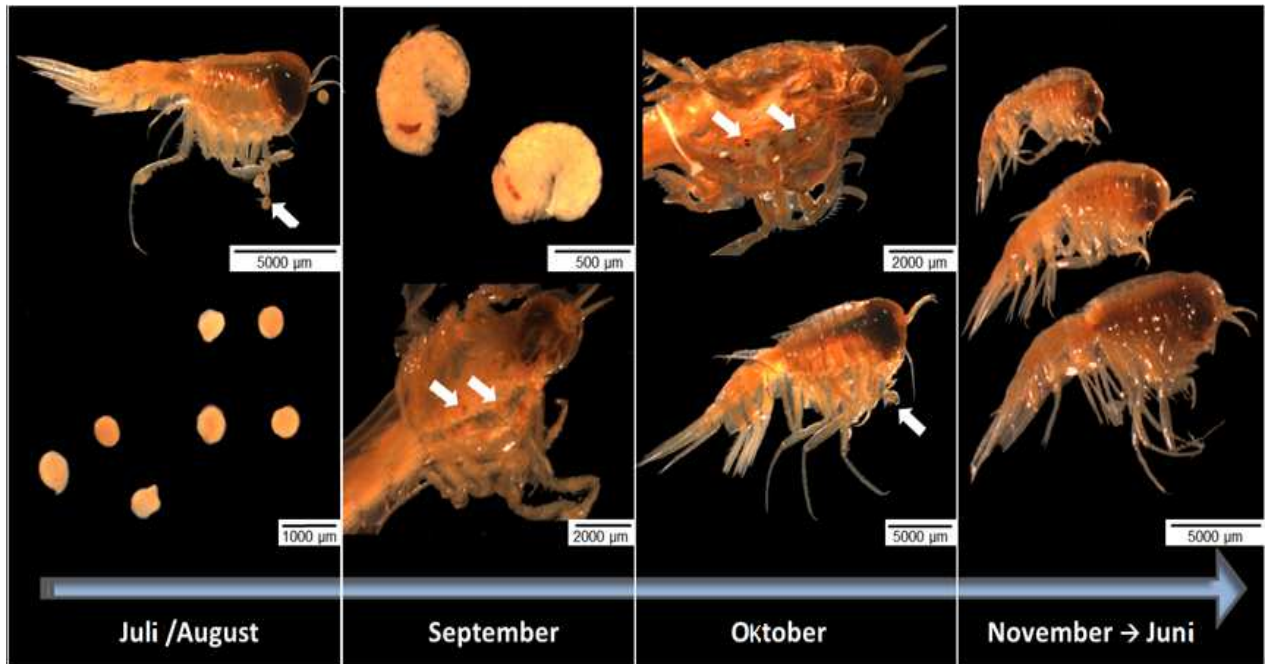 5000 µm
500 µm
2000 µm
1000 µm
2000 µm
5000 µm
5000 µm
Juli /August
September
Oktober
November → Juni